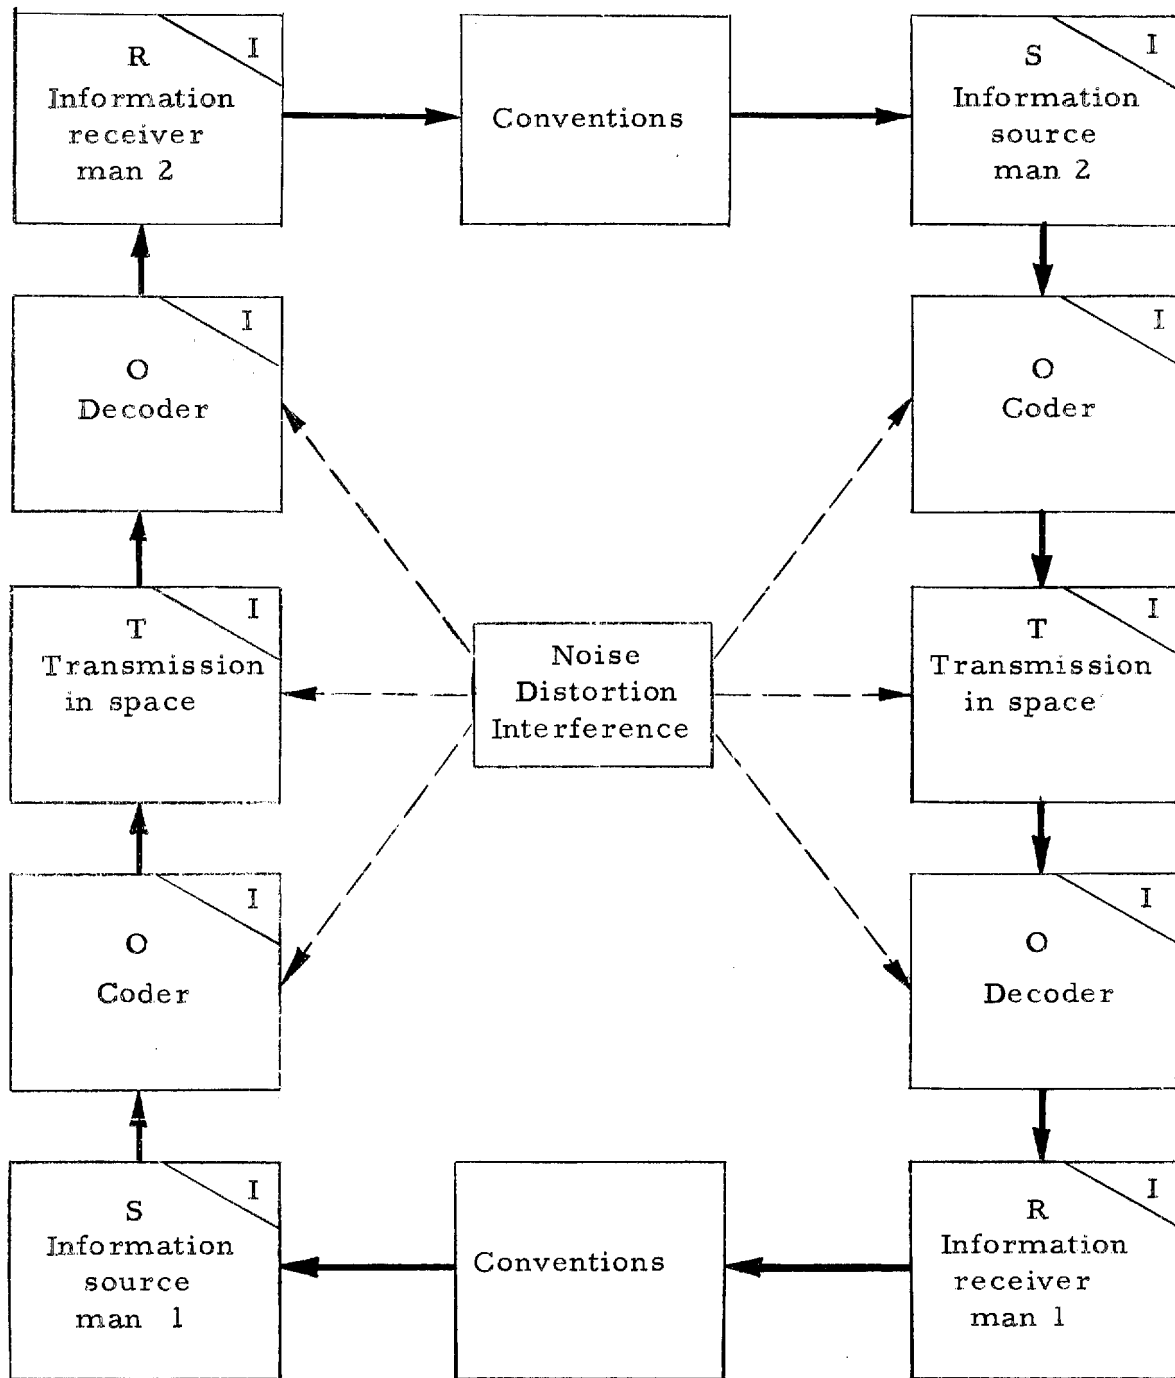 I
R
Information
receiver
man 2
Conventions
I
S
Information
source
man 2
I
O
Decoder
I
O
Coder
I
T
Transmission
in space
Noise
Distortion
Interference
I
T
Transmission
in space
I
O
Coder
I
O
Decoder
I
S
Information
source
man 1
Conventions
I
R
Information
receiver
man 1